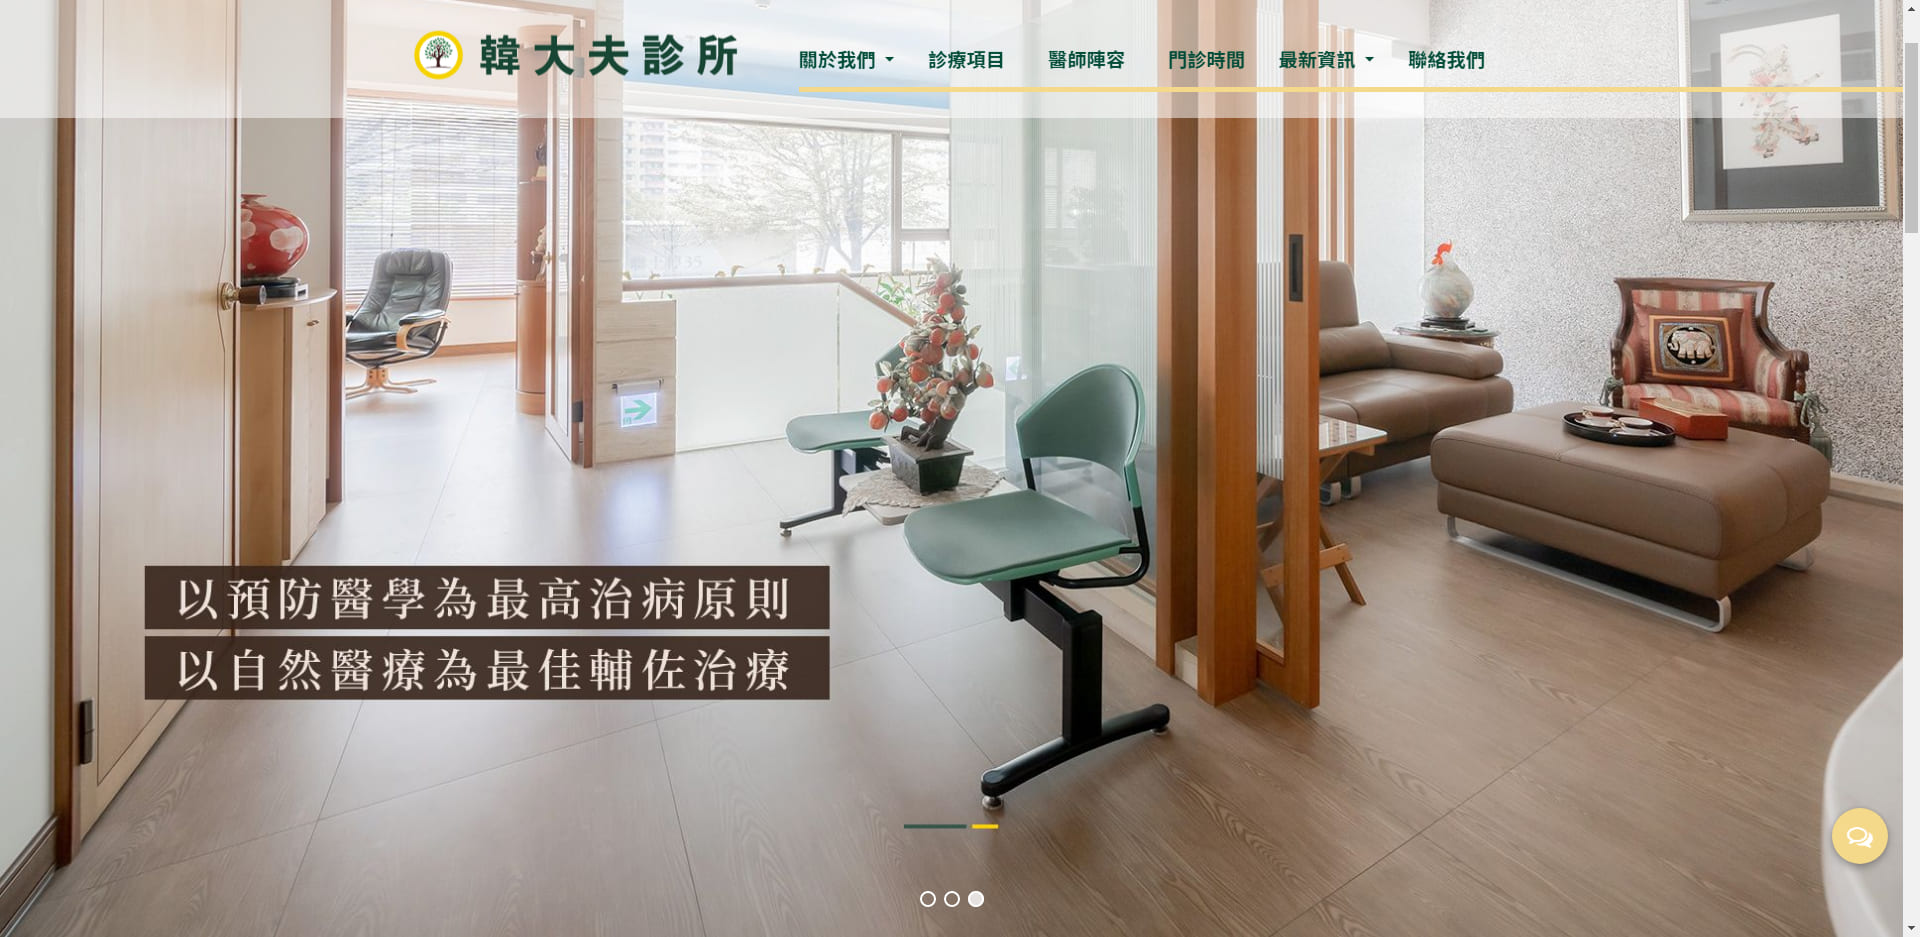 韓大夫診所
關於我們
診療項目
醫師陣容
門診時間
最新資訊
聯絡我們
以預防醫學為最高治病原則
以自然醫療為最佳輔佐治療